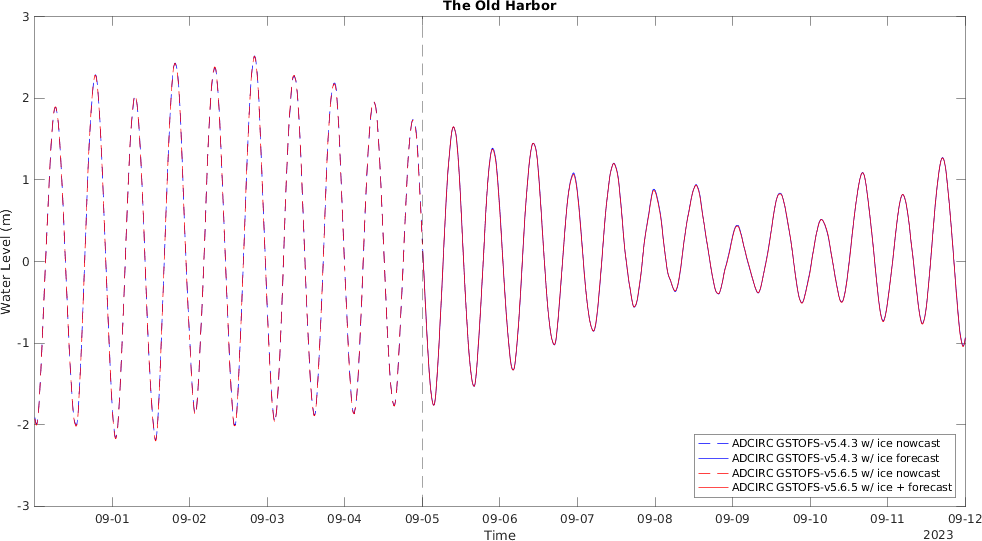 The Old Harbor
3
2
1
0
-1
-2
-3
Water Level (m)
ADCIRC GSTOFS-v5.4.3 w/ ice nowcast
ADCIRC GSTOFS-v5.4.3 w/ ice forecast
ADCIRC GSTOFS-v5.6.5 w/ ice nowcast
ADCIRC GSTOFS-v5.6.5 w/ ice + forecast
09-01 09-02 09-03 09-04 09-05 09-06 09-07 09-08 09-09 09-10 09-11 09-12
Time
2023